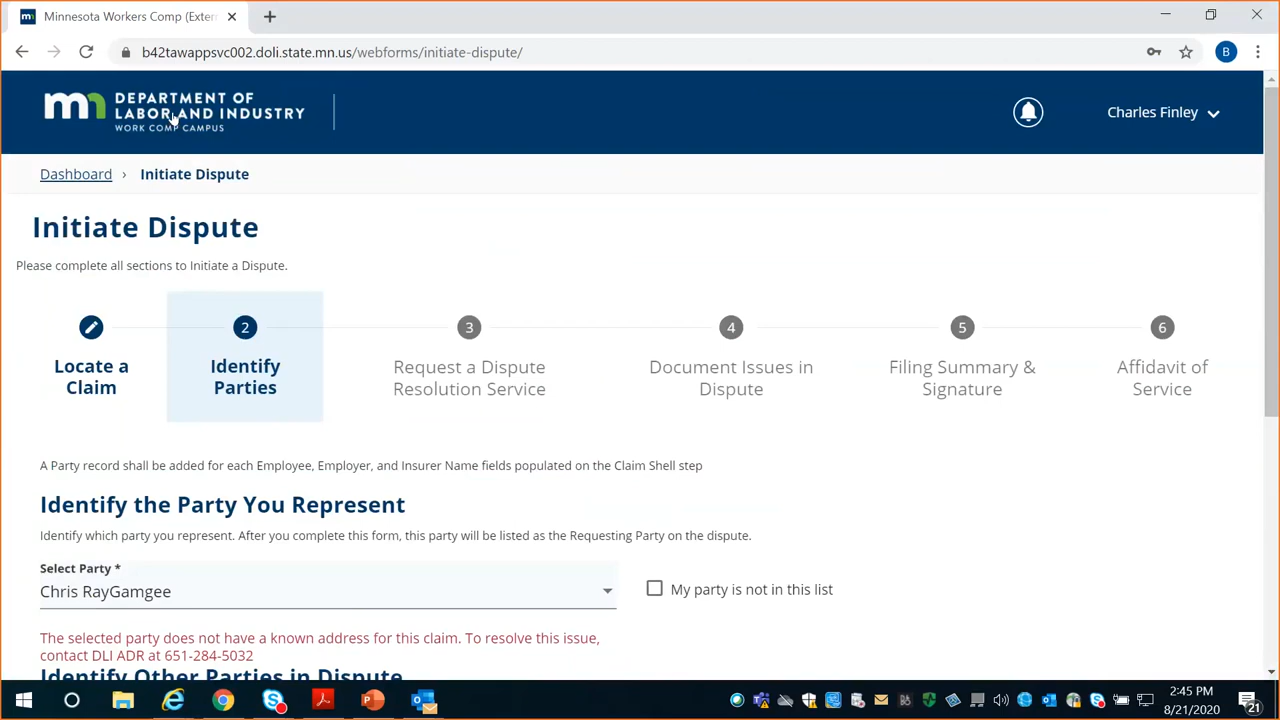 Minnesota Workers Comp (Exter
b42tawappsvc002.doli.state.mn.us/webforms/initiate-dispute/
B
mn DEPARTMENT OF
LABOR AND INDUSTRY
WORK COMP CAMPUS
Charles Finley
Dashboard › Initiate Dispute
Initiate Dispute
Please complete all sections to Initiate a Dispute.
2 3 4 5 6
Locate a
Claim
Identify
Parties
Request a Dispute
Resolution Service
Document Issues in
Dispute
Filing Summary &
Signature
Affidavit of
Service
A Party record shall be added for each Employee, Employer, and Insurer Name fields populated on the Claim Shell step
Identify the Party You Represent
Identify which party you represent. After you complete this form, this party will be listed as the Requesting Party on the dispute.
Select Party *
Chris RayGamgee
My party is not in this list
The selected party does not have a known address for this claim. To resolve this issue,
contact DLI ADR at 651-284-5032
Identify Other Parties in Dispute
2:45 PM
8/21/2020
21